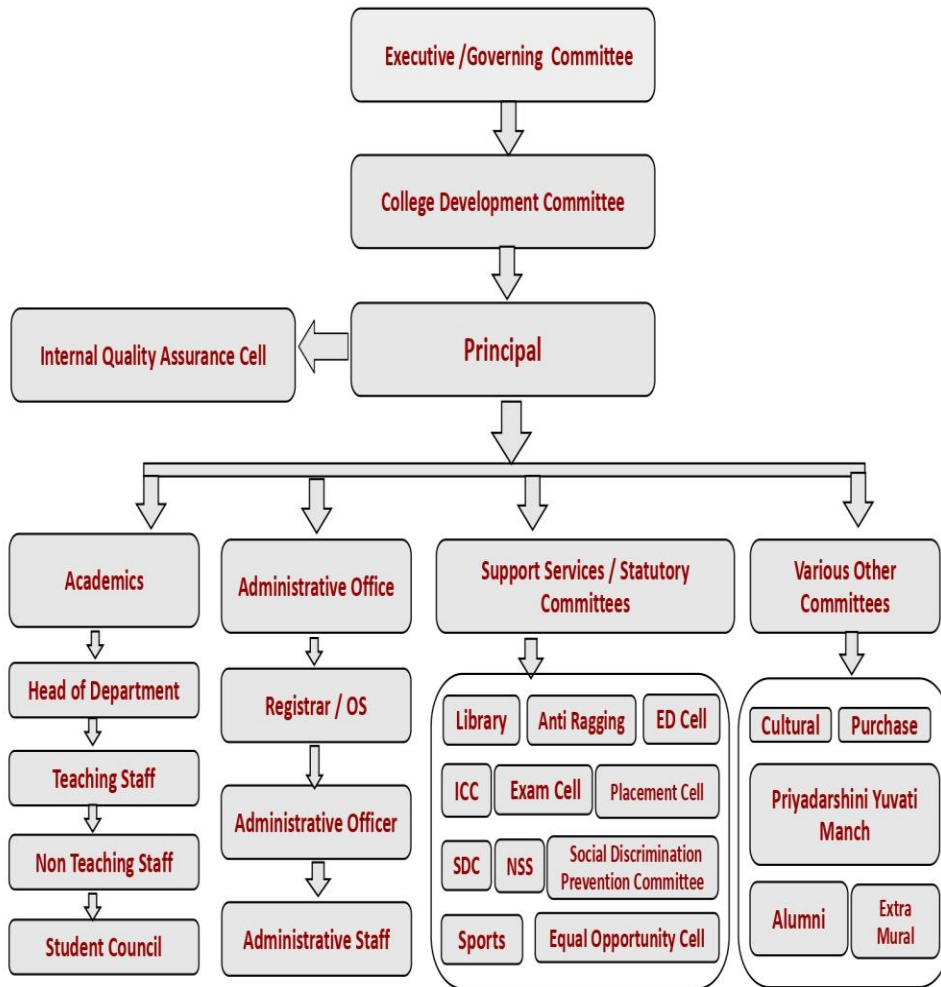 Executive /Governing Committee
College Development Committee
Internal Quality Assurance Cell
Principal
Academics
Head of Department
Teaching Staff
Non Teaching Staff
Student Council
Administrative Office
Registrar / OS
Administrative Officer
Administrative Staff
Support Services / Statutory
Committees
Library
Anti Ragging
ED Cell
ICC
Exam Cell
Placement Cell
SDC
NSS
Social Discrimination
Prevention Committee
Sports
Equal Opportunity Cell
Various Other
Committees
Cultural
Purchase
Priyadarshini Yuvati
Manch
Alumni
Extra
Mural